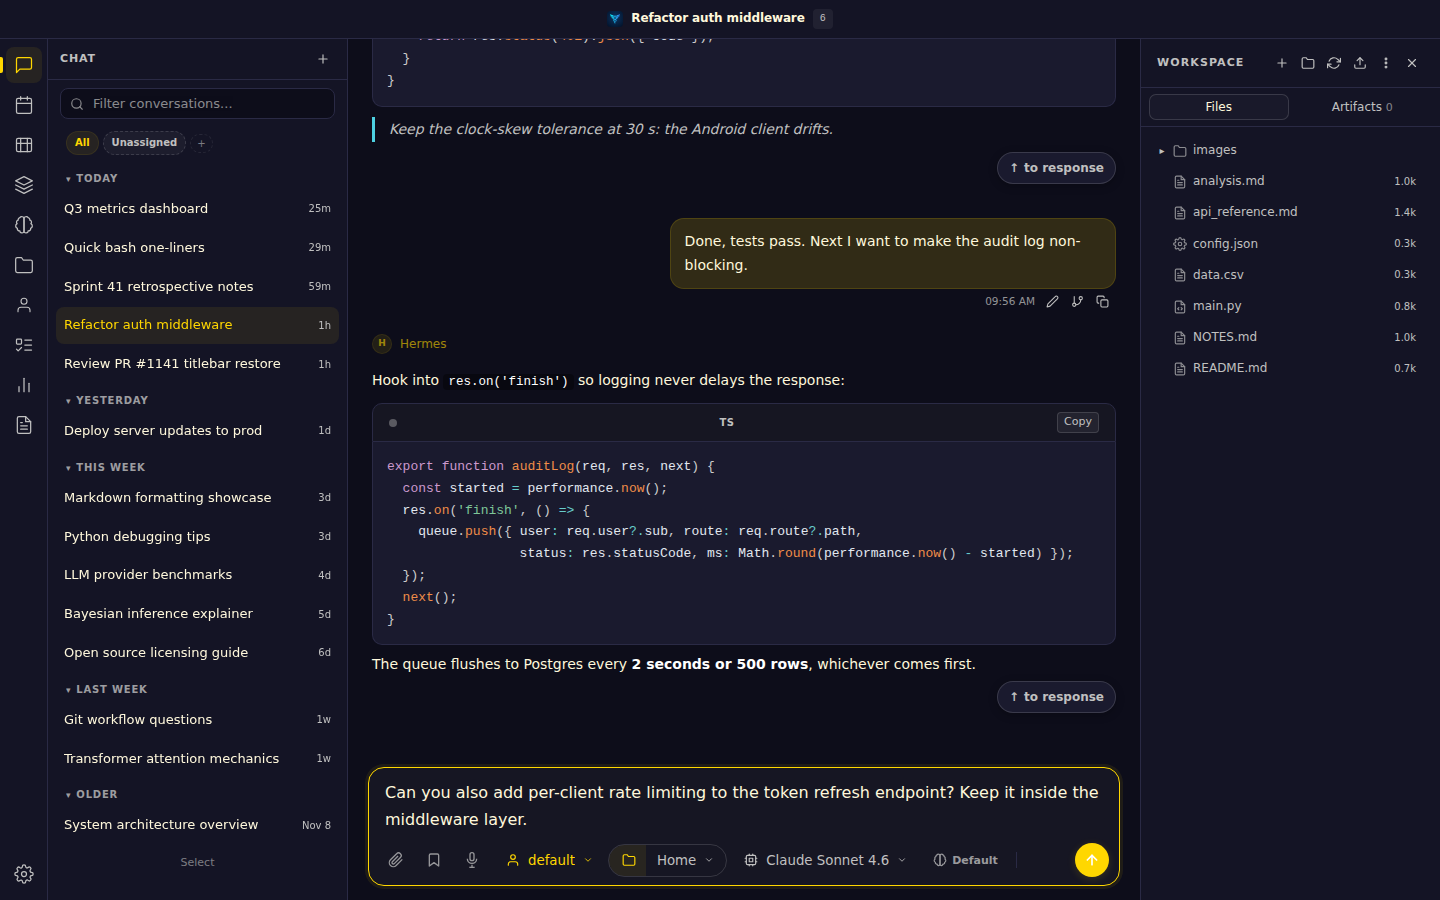 Refactor auth middleware 6
CHAT
Filter conversations...
All Unassigned +
TODAY
Q3 metrics dashboard 25m
Quick bash one-liners 29m
Sprint 41 retrospective notes 59m
Refactor auth middleware 1h
Review PR #1141 titlebar restore 1h
YESTERDAY
Deploy server updates to prod 1d
THIS WEEK
Markdown formatting showcase 3d
Python debugging tips 3d
LLM provider benchmarks 4d
Bayesian inference explainer 5d
Open source licensing guide 6d
LAST WEEK
Git workflow questions 1w
Transformer attention mechanics 1w
OLDER
System architecture overview Nov 8
Select
}
}
Keep the clock-skew tolerance at 30 s: the Android client drifts.
↑ to response
Done, tests pass. Next I want to make the audit log non-
blocking.
09:56 AM
H Hermes
Hook into res.on('finish') so logging never delays the response:
TS Copy
export function auditLog(req, res, next) {
const started = performance.now();
res.on('finish', () => {
queue.push({ user: req.user?.sub, route: req.route?.path,
status: res.statusCode, ms: Math.round(performance.now() - started) });
});
next();
}
The queue flushes to Postgres every 2 seconds or 500 rows, whichever comes first.
↑ to response
Can you also add per-client rate limiting to the token refresh endpoint? Keep it inside the
middleware layer.
default Home Claude Sonnet 4.6 Default
WORKSPACE
Files Artifacts 0
images
analysis.md 1.0k
api_reference.md 1.4k
config.json 0.3k
data.csv 0.3k
main.py 0.8k
NOTES.md 1.0k
README.md 0.7k